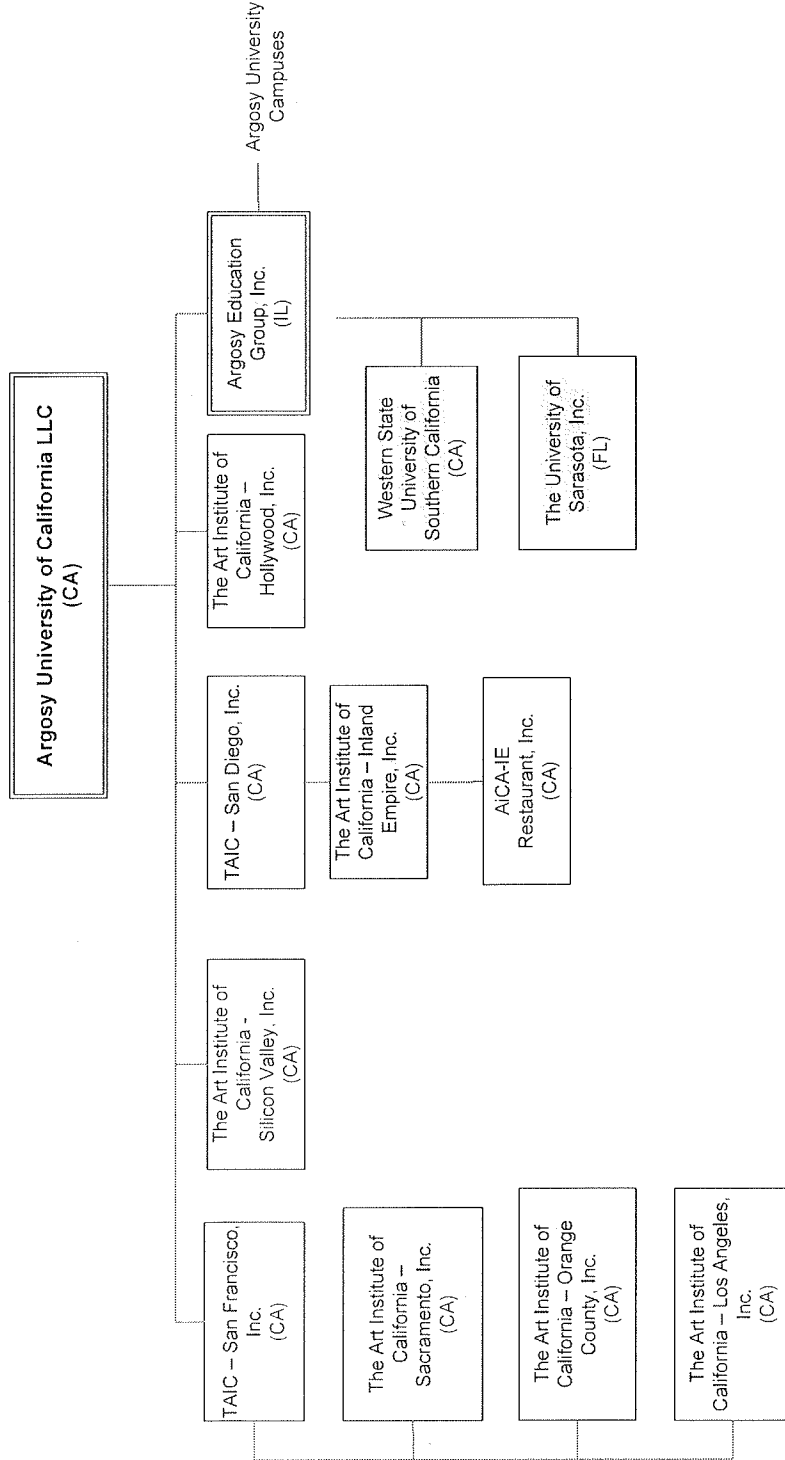 Argosy University of California LLC
(CA)
TAIC – San Francisco,
Inc.
(CA)
The Art Institute of
California -
Silicon Valley, Inc.
(CA)
TAIC – San Diego, Inc.
(CA)
The Art Institute of
California –
Hollywood, Inc.
(CA)
Argosy Education
Group, Inc.
(IL)
Argosy University
Campuses
The Art Institute of
California –
Sacramento, Inc.
(CA)
The Art Institute of
California – Orange
County, Inc.
(CA)
The Art Institute of
California – Los Angeles,
Inc.
(CA)
The Art Institute of
California – Inland
Empire, Inc.
(CA)
AiCA-IE
Restaurant, Inc.
(CA)
Western State
University of
Southern California
(CA)
The University of
Sarasota, Inc.
(FL)